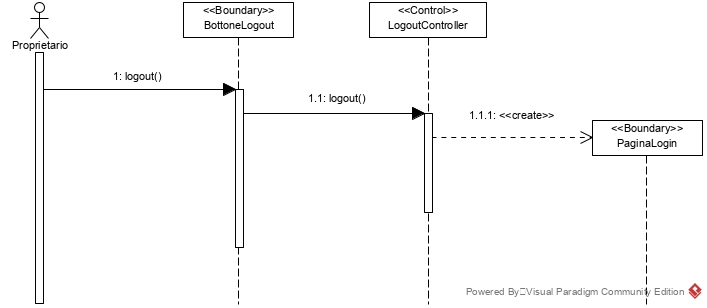 <<Boundary>>
BottoneLogout
<<Control>>
LogoutController
Proprietario
1: logout()
1.1: logout()
1.1.1: <<create>>
<<Boundary>>
PaginaLogin
Powered By Visual Paradigm Community Edition